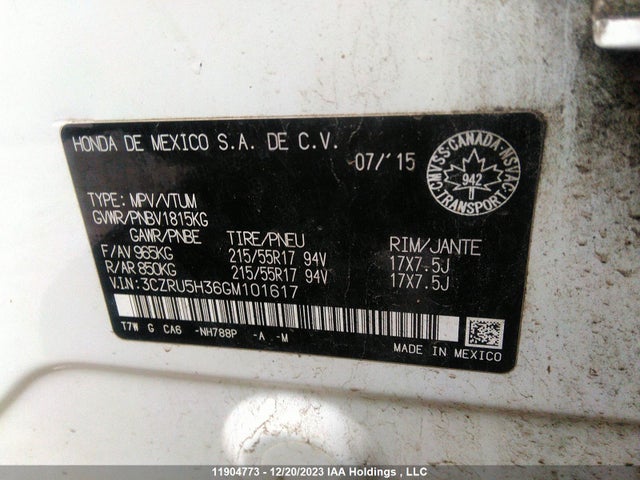 HONDA DE MEXICO S.A. DE C.V.
07/'15
CMVSS-CANADA-NSVAC
942
TRANSPORT
TYPE: MPV/VTUM
GVWR/PNBV1815KG
GAWR/PNBE TIRE/PNEU RIM/JANTE
F/AV 965KG 215/55R17 94V 17X7.5J
R/AR 850KG 215/55R17 94V 17X7.5J
V.I.N: 3CZRU5H36GM101617
T7W G CA6 -NH788P -A -M
MADE IN MEXICO
11904773 - 12/20/2023 IAA Holdings , LLC